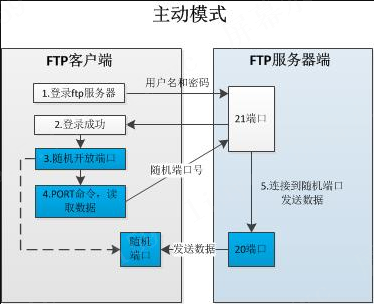 主动模式
FTP客户端
FTP服务器端
1.登录ftp服务器
用户名和密码
21端口
2.登录成功
3.随机开放端口
随机端口号
4.PORT命令，读
取数据
5.连接到随机端口
发送数据
随机
端口
发送数据
20端口